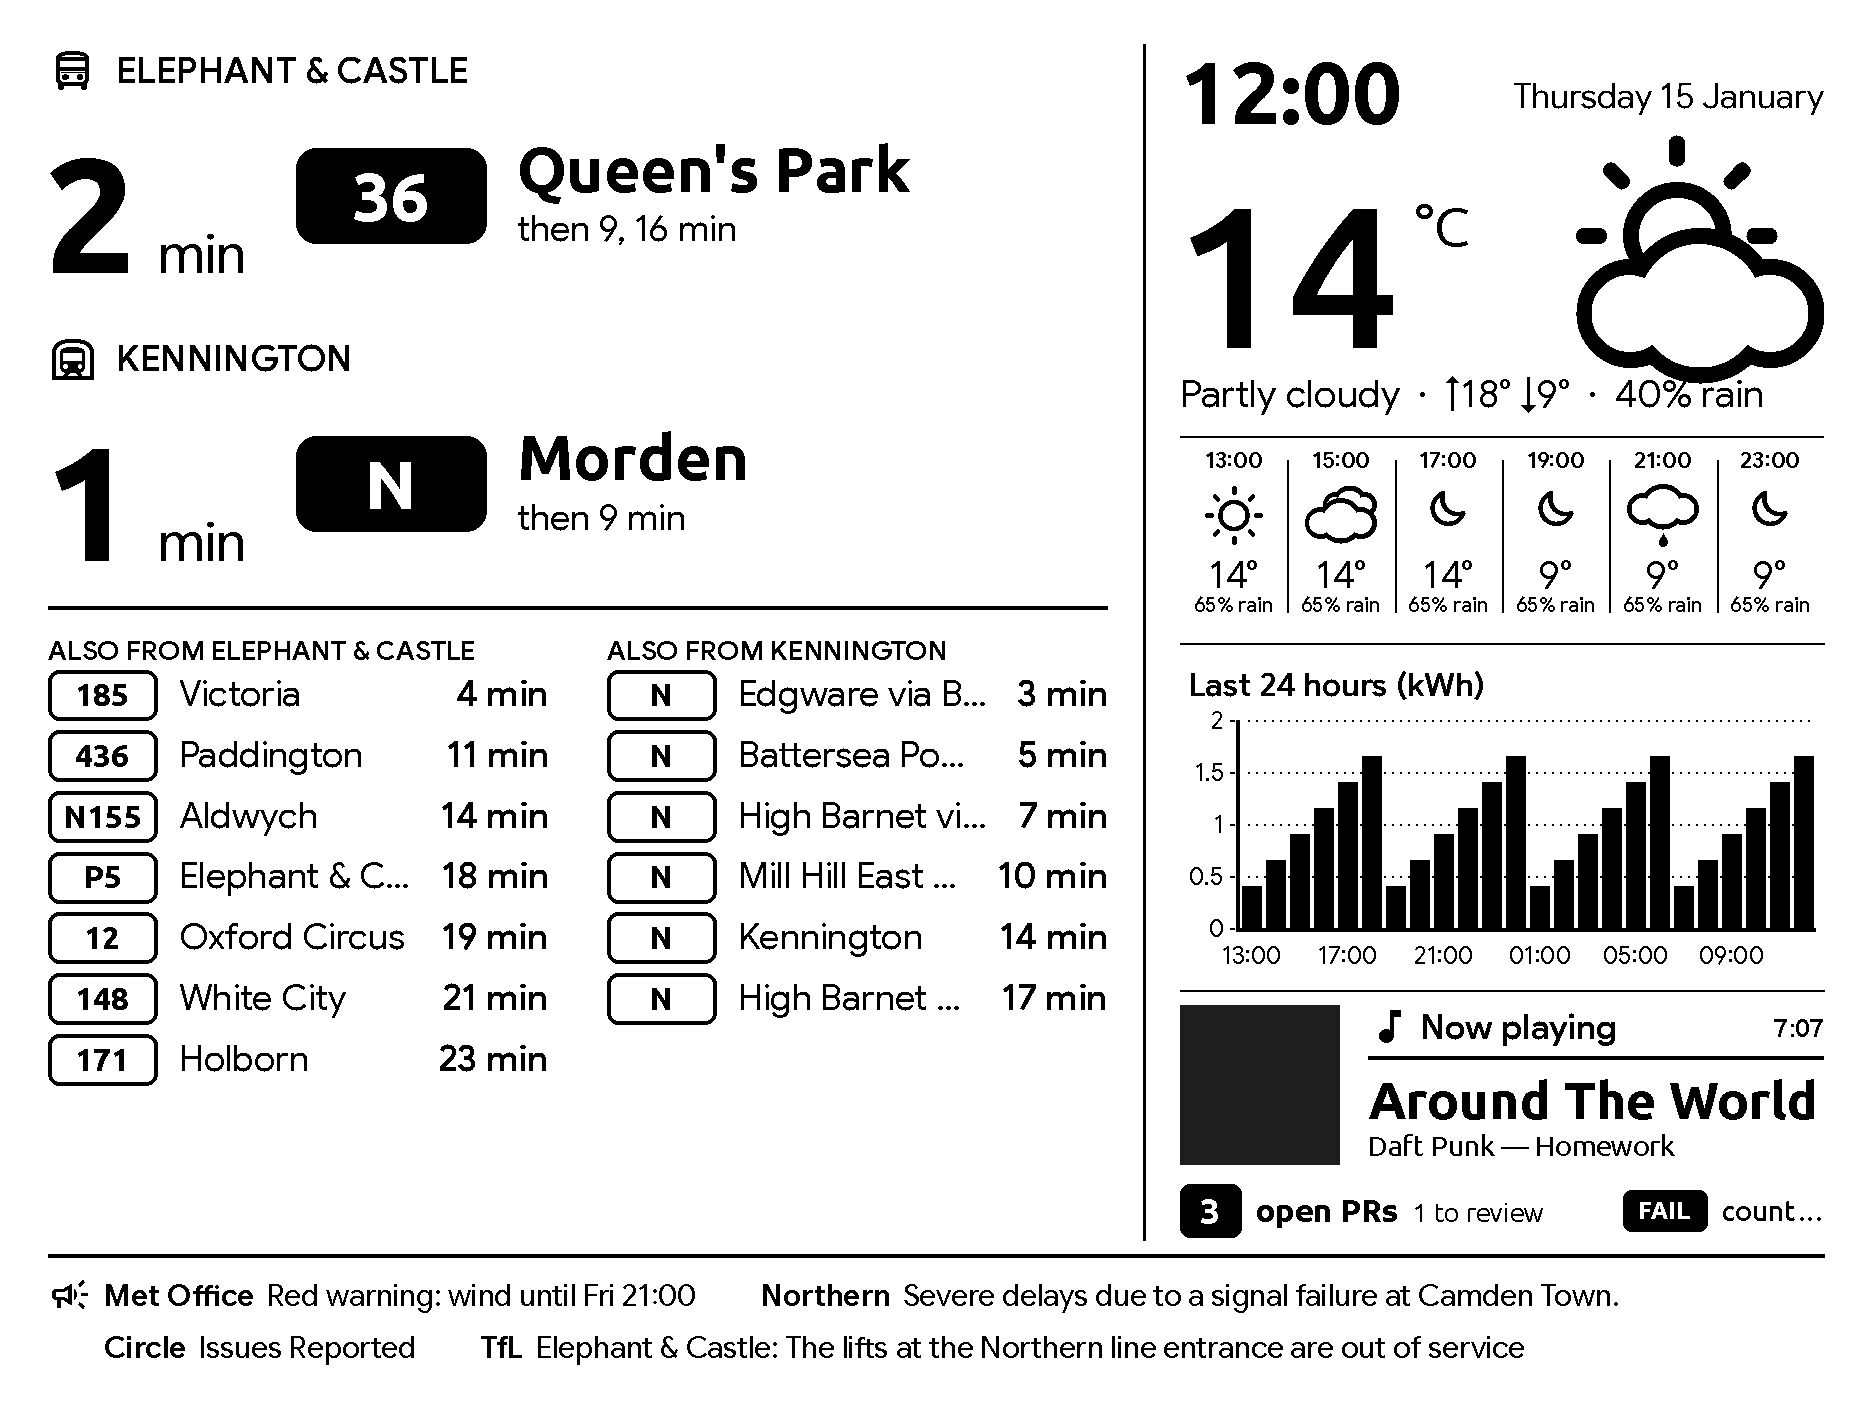 ELEPHANT & CASTLE
2 min
36
Queen's Park
then 9, 16 min
KENNINGTON
1 min
N
Morden
then 9 min
ALSO FROM ELEPHANT & CASTLE
185 Victoria 4 min
436 Paddington 11 min
N155 Aldwych 14 min
P5 Elephant & C... 18 min
12 Oxford Circus 19 min
148 White City 21 min
171 Holborn 23 min
ALSO FROM KENNINGTON
N Edgware via B... 3 min
N Battersea Po... 5 min
N High Barnet vi... 7 min
N Mill Hill East ... 10 min
N Kennington 14 min
N High Barnet ... 17 min
12:00 Thursday 15 January
14 °C
Partly cloudy · ↑18° ↓9° · 40% rain
13:00 15:00 17:00 19:00 21:00 23:00
14° 14° 14° 9° 9° 9°
65% rain 65% rain 65% rain 65% rain 65% rain 65% rain
Last 24 hours (kWh)
2
1.5
1
0.5
0
13:00 17:00 21:00 01:00 05:00 09:00
Now playing 7:07
Around The World
Daft Punk — Homework
3 open PRs 1 to review FAIL count...
Met Office Red warning: wind until Fri 21:00 Northern Severe delays due to a signal failure at Camden Town.
Circle Issues Reported TfL Elephant & Castle: The lifts at the Northern line entrance are out of service